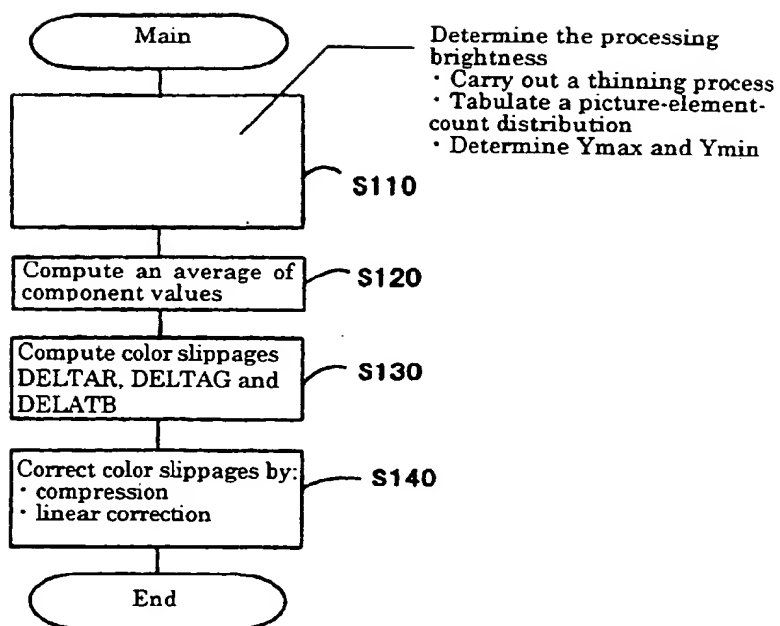 Main
Determine the processing
brightness
· Carry out a thinning process
· Tabulate a picture-element-
count distribution
· Determine Ymax and Ymin
S110
Compute an average of
component values
S120
Compute color slippages
DELTAR, DELTAG and
DELATB
S130
Correct color slippages by:
· compression
· linear correction
S140
End